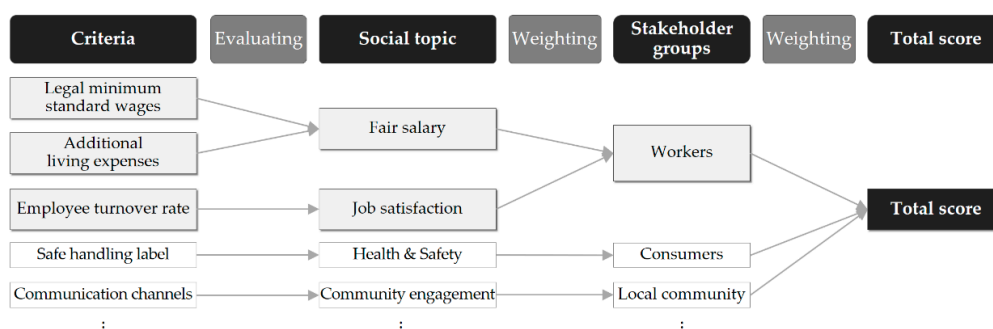 Criteria
Evaluating
Social topic
Weighting
Stakeholder
groups
Weighting
Total score
Legal minimum
standard wages
Additional
living expenses
Fair salary
Workers
Employee turnover rate
Job satisfaction
Total score
Safe handling label
Health & Safety
Consumers
Communication channels
Community engagement
Local community
:
:
: